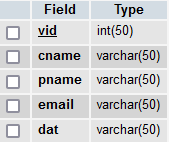 Field Type
vid int(50)
cname varchar(50)
pname varchar(50)
email varchar(50)
dat varchar(50)